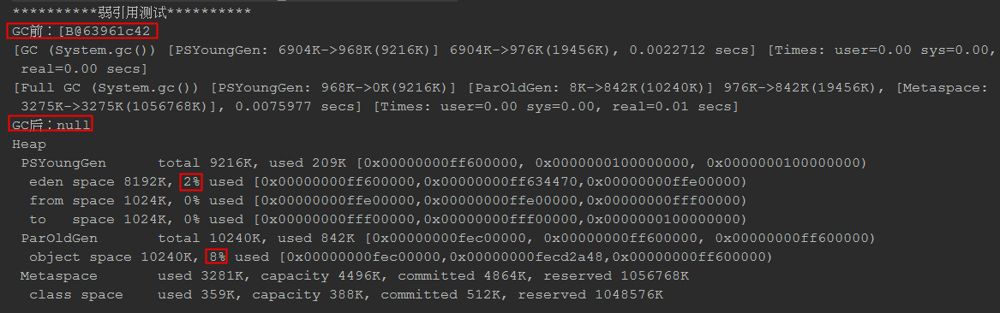 **********弱引用测试**********
GC前：[B@63961c42
[GC (System.gc()) [PSYoungGen: 6904K->968K(9216K)] 6904K->976K(19456K), 0.0022712 secs] [Times: user=0.00 sys=0.00,
real=0.00 secs]
[Full GC (System.gc()) [PSYoungGen: 968K->0K(9216K)] [ParOldGen: 8K->842K(10240K)] 976K->842K(19456K), [Metaspace:
3275K->3275K(1056768K)], 0.0075977 secs] [Times: user=0.00 sys=0.00, real=0.01 secs]
GC后：null
Heap
PSYoungGen      total 9216K, used 209K [0x00000000ff600000, 0x0000000100000000, 0x0000000100000000)
eden space 8192K, 2% used [0x00000000ff600000,0x00000000ff634470,0x00000000ffe00000)
from space 1024K, 0% used [0x00000000ffe00000,0x00000000ffe00000,0x00000000fff00000)
to   space 1024K, 0% used [0x00000000fff00000,0x00000000fff00000,0x0000000100000000)
ParOldGen       total 10240K, used 842K [0x00000000fec00000, 0x00000000ff600000, 0x00000000ff600000)
object space 10240K, 8% used [0x00000000fec00000,0x00000000fecd2a48,0x00000000ff600000)
Metaspace       used 3281K, capacity 4496K, committed 4864K, reserved 1056768K
class space    used 359K, capacity 388K, committed 512K, reserved 1048576K